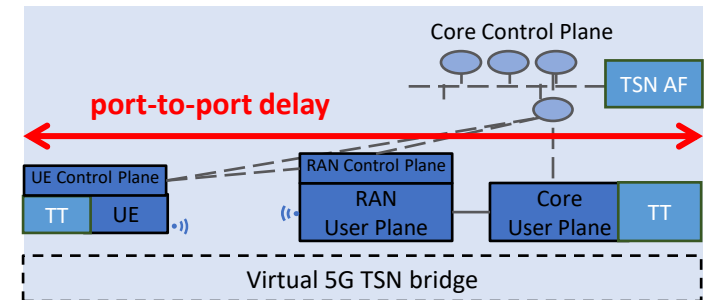 Core Control Plane
TSN AF
port-to-port delay
UE Control Plane
RAN Control Plane
TT
UE
RAN
User Plane
Core
User Plane
TT
Virtual 5G TSN bridge